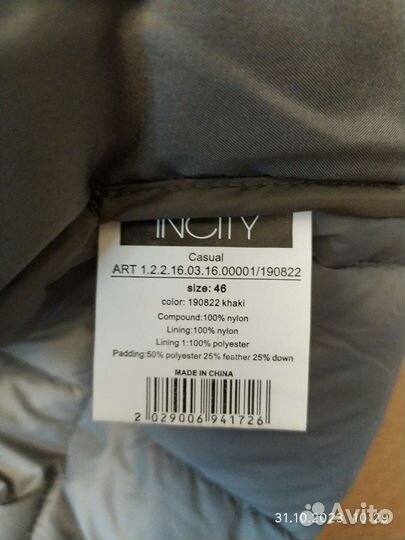 INCITY
Casual
ART 1.2.2.16.03.16.00001/190822
size: 46
color: 190822 khaki
Compound:100% nylon
Lining:100% nylon
Lining 1:100% polyester
Padding:50% polyester 25% feather 25% down
MADE IN CHINA
2 029006 941726
31.10.2023 10:29
Avito